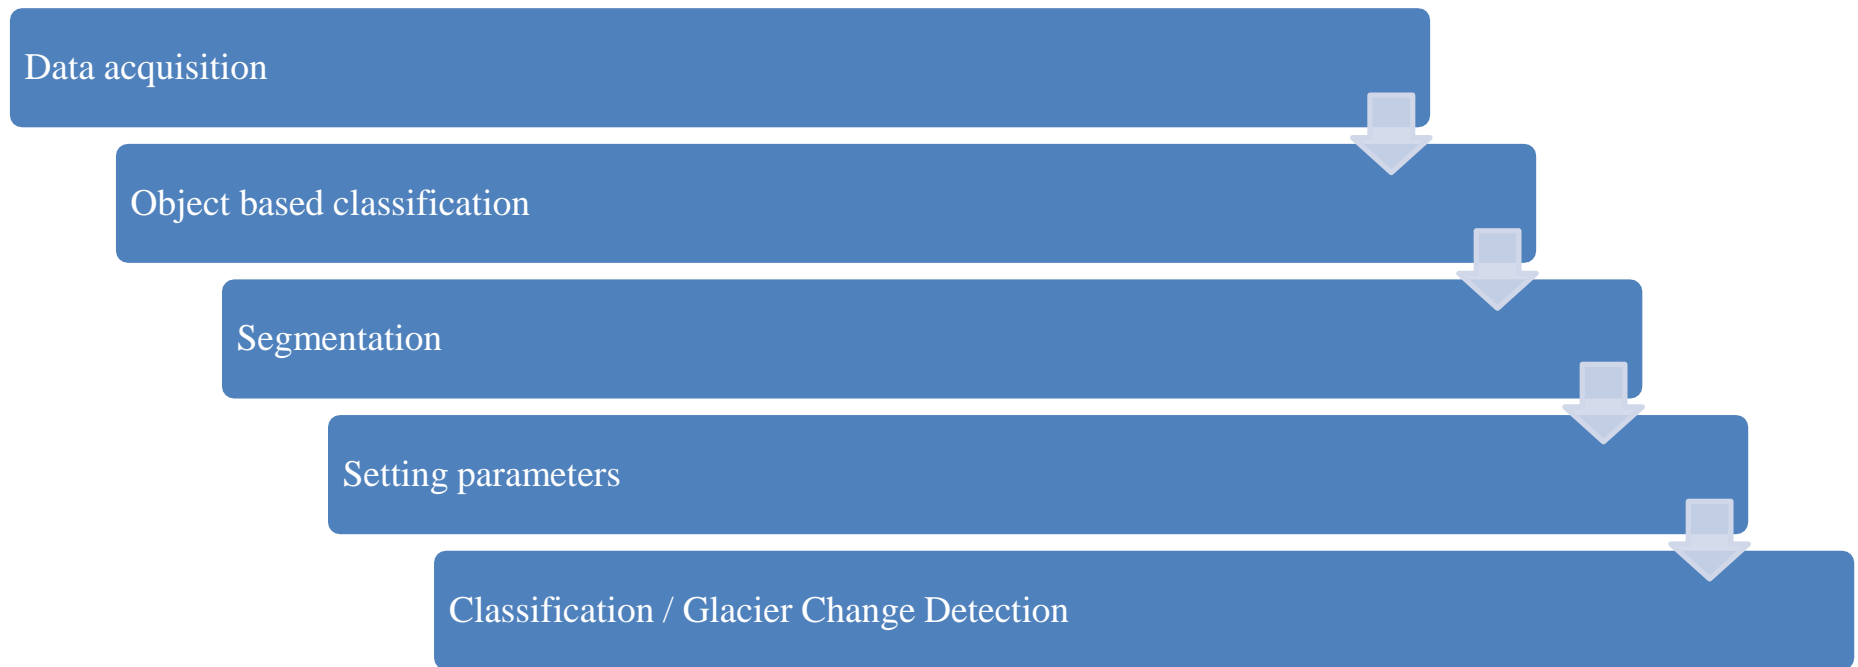 Data acquisition
Object based classification
Segmentation
Setting parameters
Classification / Glacier Change Detection